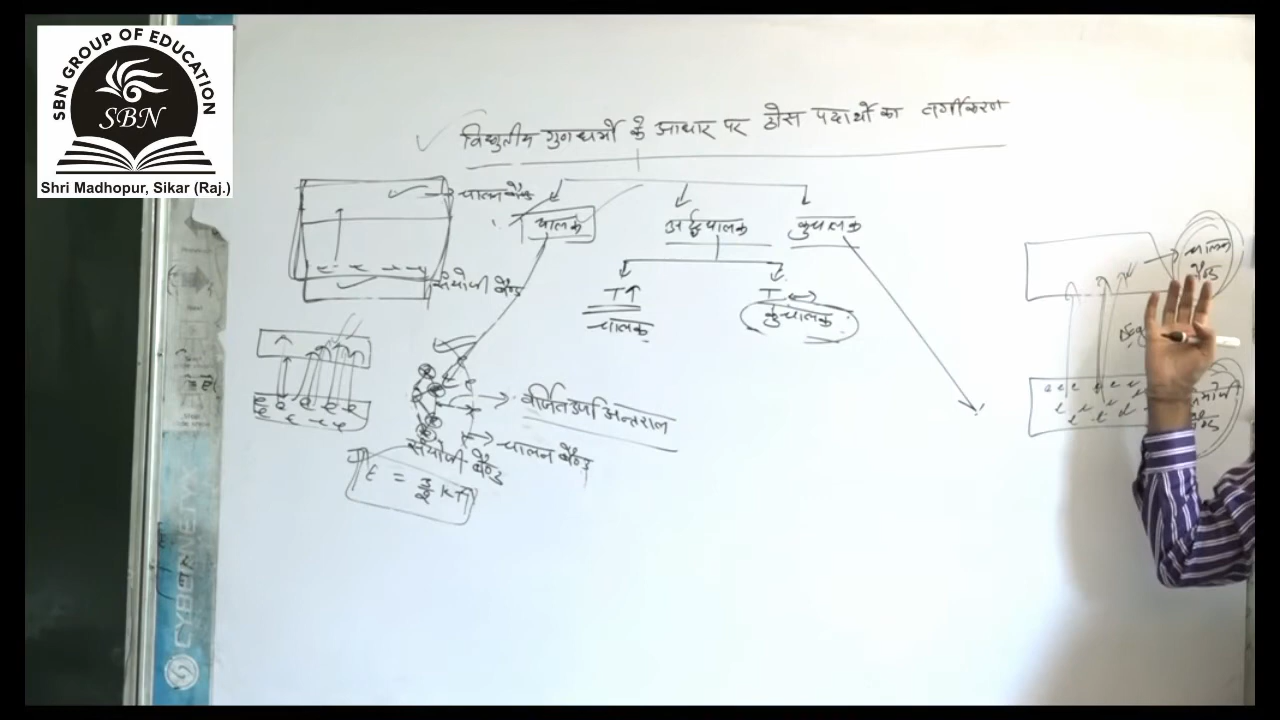 SBN GROUP OF EDUCATION
SBN
Shri Madhopur, Sikar (Raj.)
विद्युतीय गुणधर्मो के आधार पर ठोस पदार्थो का वर्गीकरण
चालन बैण्ड
चालक
अर्द्धचालक
कुचालक
संयोजी बैण्ड
T↑
T
चालक
कुचालक
वर्जित ऊर्जा अन्तराल
चालन बैण्ड
संयोजी बैण्ड
E = 3/2 KT
चालन
बैण्ड
CYBERNETYX